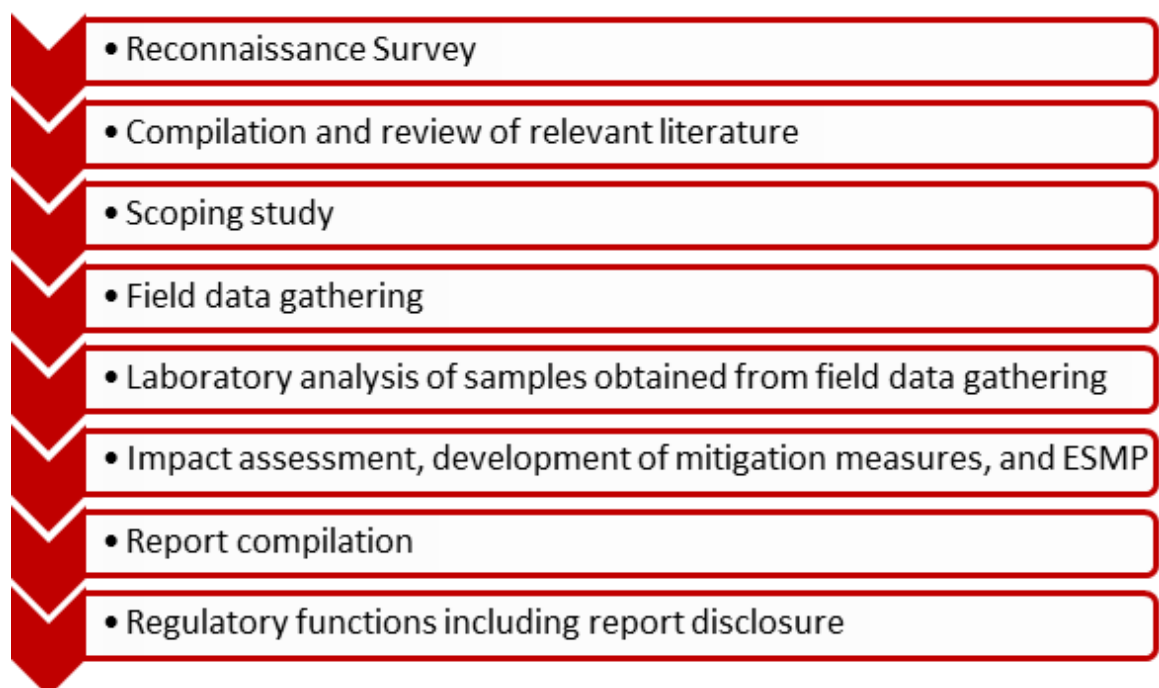 • Reconnaissance Survey
• Compilation and review of relevant literature
• Scoping study
• Field data gathering
• Laboratory analysis of samples obtained from field data gathering
• Impact assessment, development of mitigation measures, and ESMP
• Report compilation
• Regulatory functions including report disclosure